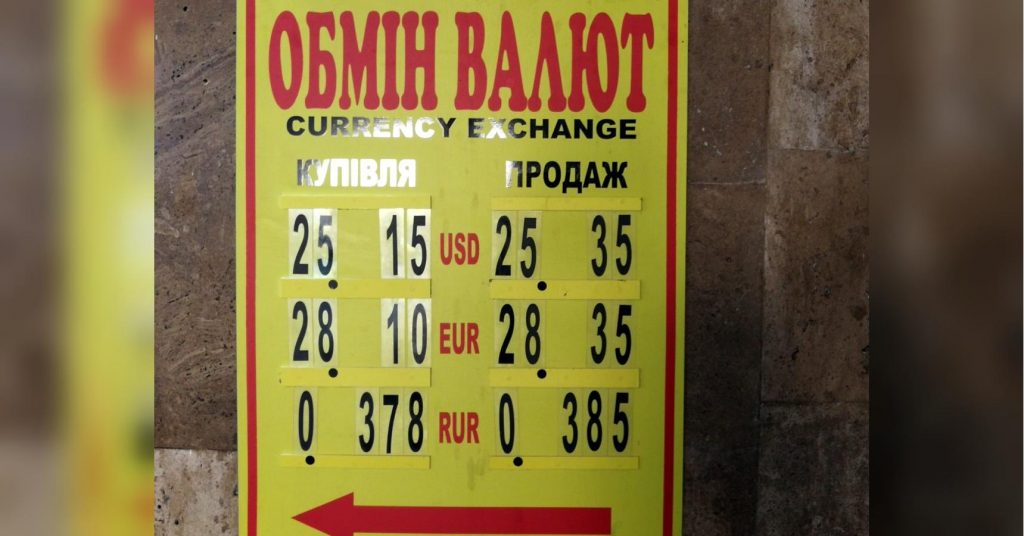 ОБМІН ВАЛЮТ
CURRENCY EXCHANGE
КУПІВЛЯ ПРОДАЖ
25.15 USD 25.35
28.10 EUR 28.35
0.378 RUR 0.385